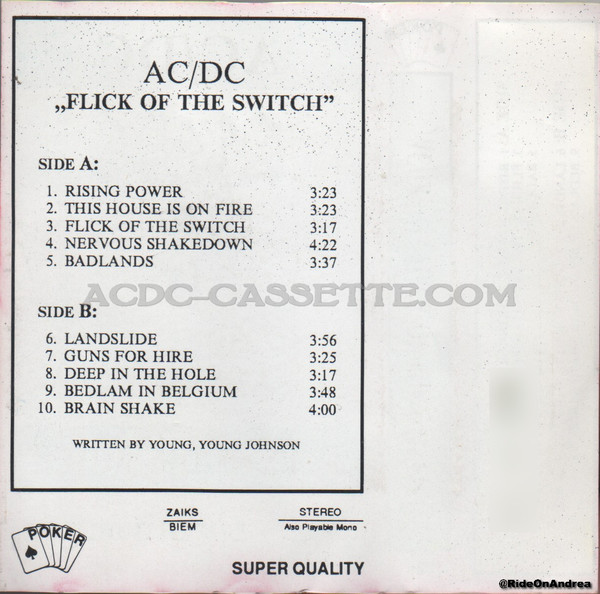 AC/DC
„FLICK OF THE SWITCH”
SIDE A:
1. RISING POWER 3:23
2. THIS HOUSE IS ON FIRE 3:23
3. FLICK OF THE SWITCH 3:17
4. NERVOUS SHAKEDOWN 4:22
5. BADLANDS 3:37
ACDC-CASSETTE.COM
SIDE B:
6. LANDSLIDE 3:56
7. GUNS FOR HIRE 3:25
8. DEEP IN THE HOLE 3:17
9. BEDLAM IN BELGIUM 3:48
10. BRAIN SHAKE 4:00
WRITTEN BY YOUNG, YOUNG JOHNSON
ZAIKS
BIEM
STEREO
Also Playable Mono
POKER
SUPER QUALITY
@RideOnAndrea